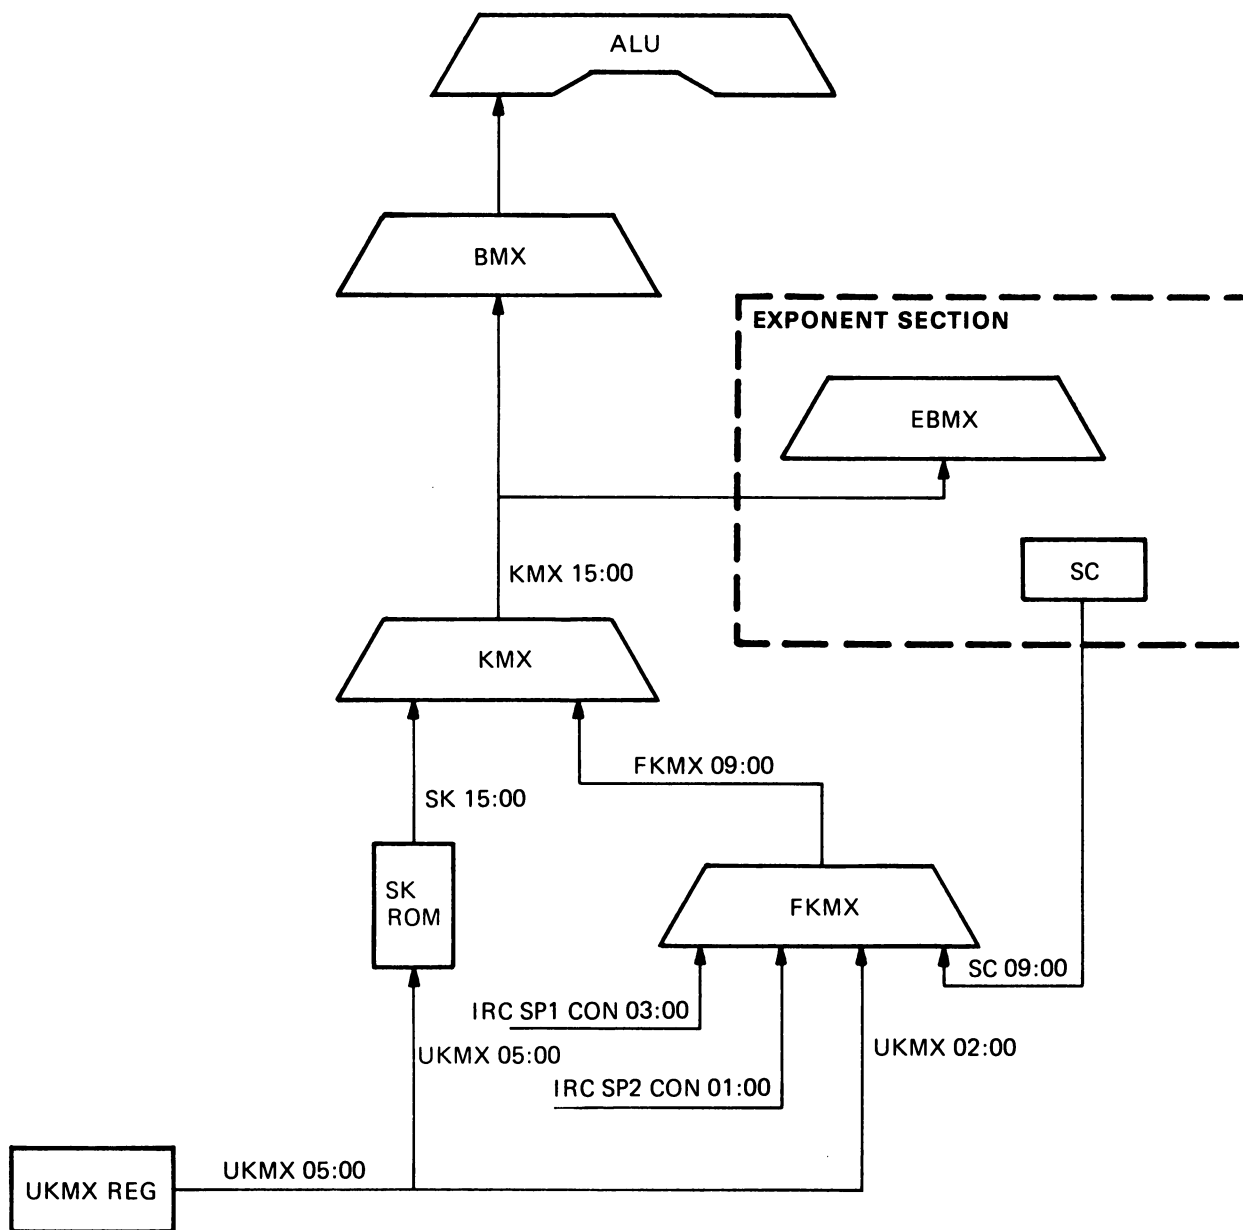 ALU
BMX
EXPONENT SECTION
EBMX
KMX 15:00
SC
KMX
FKMX 09:00
SK 15:00
SK
ROM
FKMX
SC 09:00
IRC SP1 CON 03:00
UKMX 05:00
UKMX 02:00
IRC SP2 CON 01:00
UKMX 05:00
UKMX REG